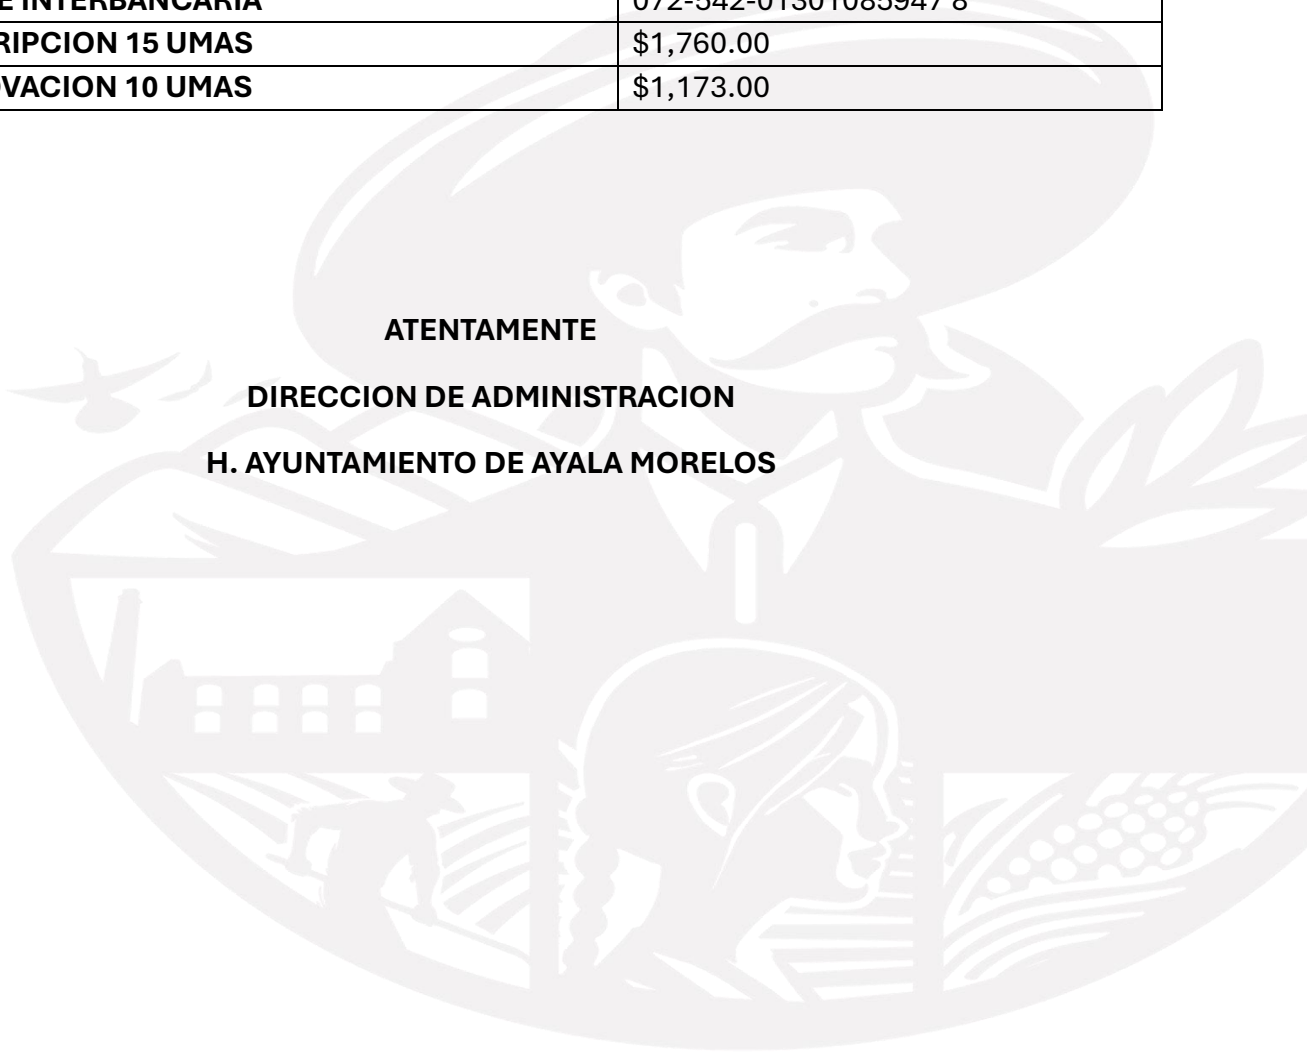 E INTERBANCARIA 072-542-01301085947 8
RIPCION 15 UMAS $1,760.00
OVACION 10 UMAS $1,173.00
ATENTAMENTE
DIRECCION DE ADMINISTRACION
H. AYUNTAMIENTO DE AYALA MORELOS